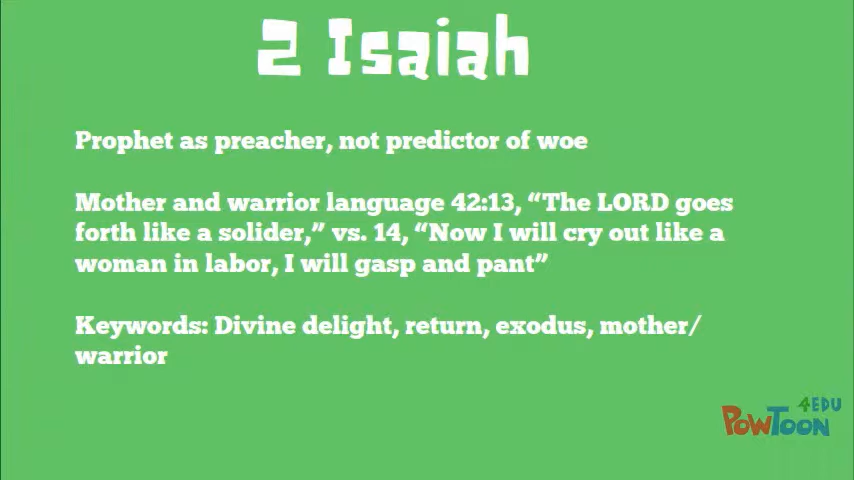 2 Isaiah
Prophet as preacher, not predictor of woe
Mother and warrior language 42:13, “The LORD goes
forth like a solider,” vs. 14, “Now I will cry out like a
woman in labor, I will gasp and pant”
Keywords: Divine delight, return, exodus, mother/
warrior
4EDU
PowToon